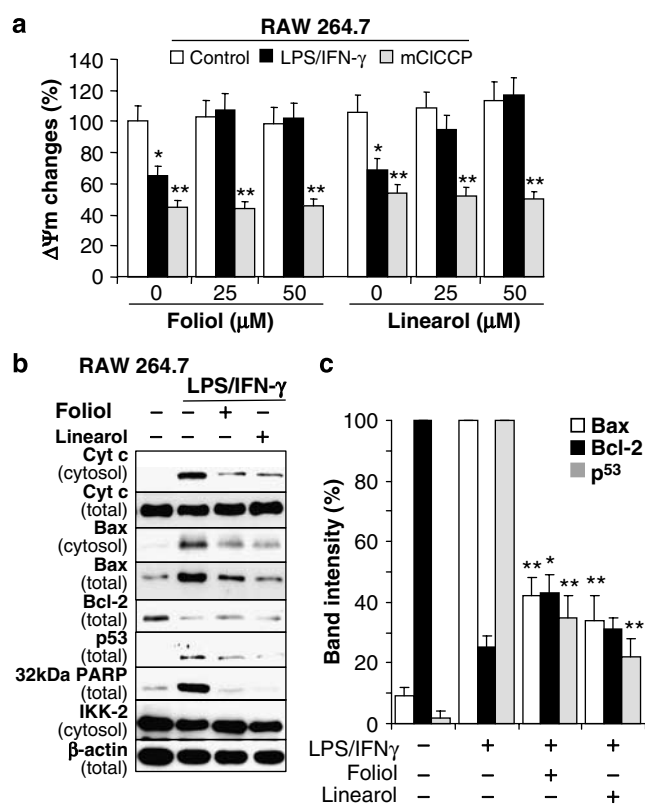 a
RAW 264.7
Control LPS/IFN-γ mClCCP
ΔΨm changes (%)
140
120
100
80
60
40
20
0
* ** ** ** * ** ** **
0 25 50 0 25 50
Foliol (μM) Linearol (μM)
b
RAW 264.7
LPS/IFN-γ
Foliol – – + –
Linearol – – – +
Cyt c
(cytosol)
Cyt c
(total)
Bax
(cytosol)
Bax
(total)
Bcl-2
(total)
p53
(total)
32kDa PARP
(total)
IKK-2
(cytosol)
β-actin
(total)
c
Bax
Bcl-2
p53
Band intensity (%)
100
80
60
40
20
0
** * ** ** **
LPS/IFNγ – + + +
Foliol – – + –
Linearol – – – +